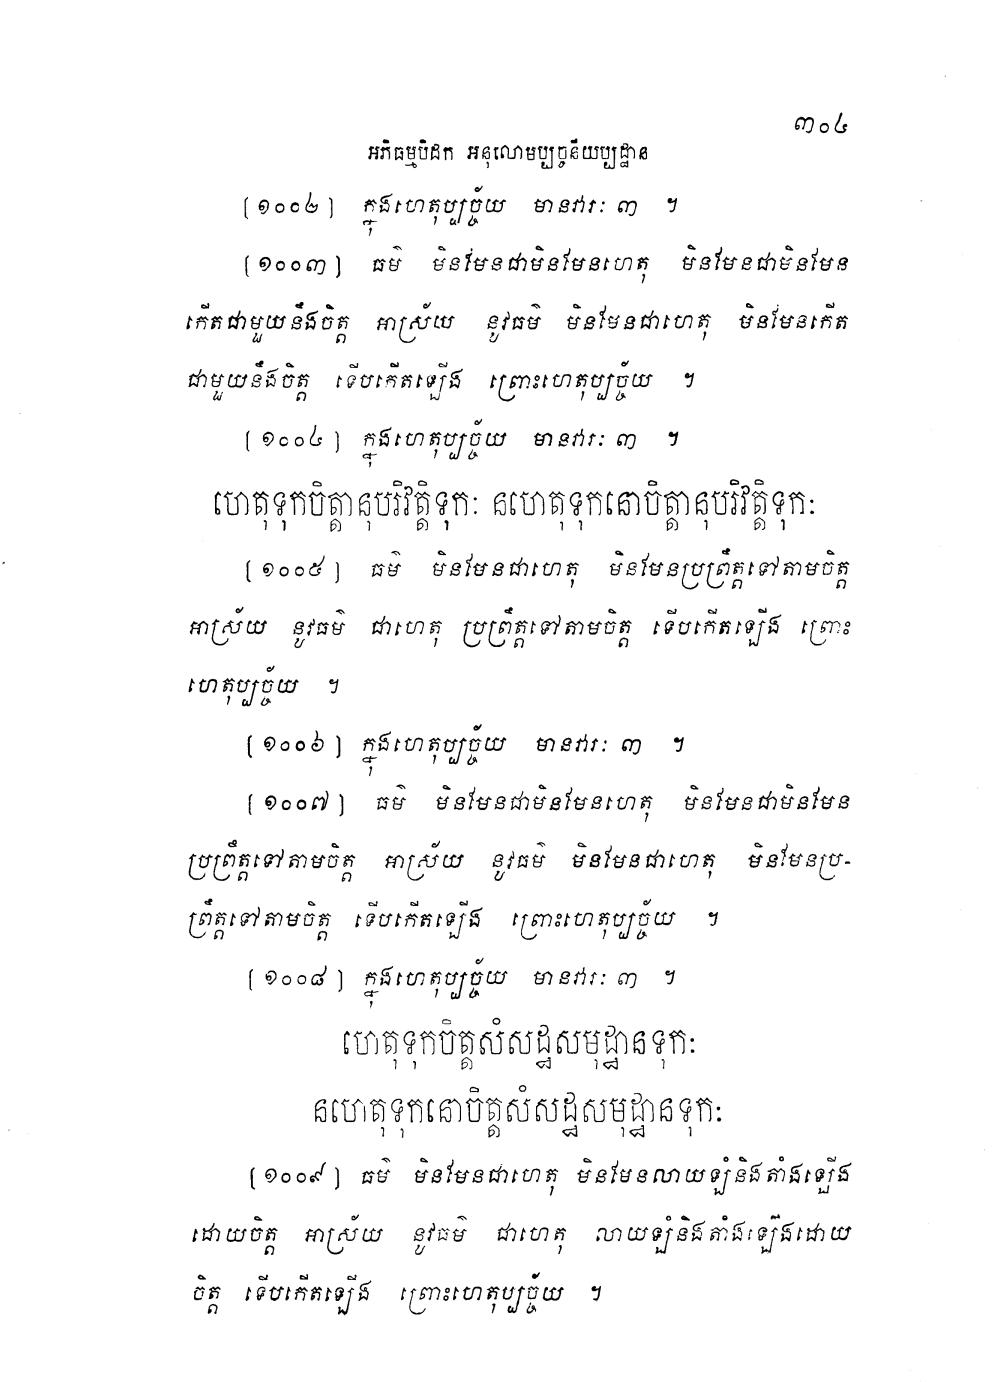 ៣០៤
អភិធម្មបិដក អនុលោមប្បច្ចនីយប្បដ្ឋាន
(១០០២) ក្នុងហេតុប្បច្ច័យ មានវារៈ ៣ ។
(១០០៣) ធម៌ មិនមែនជាមិនមែនហេតុ មិនមែនជាមិនមែន
កើតជាមួយនឹងចិត្ត អាស្រ័យ នូវធម៌ មិនមែនជាហេតុ មិនមែនកើត
ជាមួយនឹងចិត្ត ទើបកើតឡើង ព្រោះហេតុប្បច្ច័យ ។
(១០០៤) ក្នុងហេតុប្បច្ច័យ មានវារៈ ៣ ។
ហេតុទុកចិត្តានុបរិវត្តិទុកៈ នហេតុទុកនោចិត្តានុបរិវត្តិទុកៈ
(១០០៥) ធម៌ មិនមែនជាហេតុ មិនមែនប្រព្រឹត្តទៅតាមចិត្ត
អាស្រ័យ នូវធម៌ ជាហេតុ ប្រព្រឹត្តទៅតាមចិត្ត ទើបកើតឡើង ព្រោះ
ហេតុប្បច្ច័យ ។
(១០០៦) ក្នុងហេតុប្បច្ច័យ មានវារៈ ៣ ។
(១០០៧) ធម៌ មិនមែនជាមិនមែនហេតុ មិនមែនជាមិនមែន
ប្រព្រឹត្តទៅតាមចិត្ត អាស្រ័យ នូវធម៌ មិនមែនជាហេតុ មិនមែនប្រ-
ព្រឹត្តទៅតាមចិត្ត ទើបកើតឡើង ព្រោះហេតុប្បច្ច័យ ។
(១០០៨) ក្នុងហេតុប្បច្ច័យ មានវារៈ ៣ ។
ហេតុទុកចិត្តសំសដ្ឋសមុដ្ឋានទុកៈ
នហេតុទុកនោចិត្តសំសដ្ឋសមុដ្ឋានទុកៈ
(១០០៩) ធម៌ មិនមែនជាហេតុ មិនមែនលាយឡំនិងតាំងឡើង
ដោយចិត្ត អាស្រ័យ នូវធម៌ ជាហេតុ លាយឡំនិងតាំងឡើងដោយ
ចិត្ត ទើបកើតឡើង ព្រោះហេតុប្បច្ច័យ ។